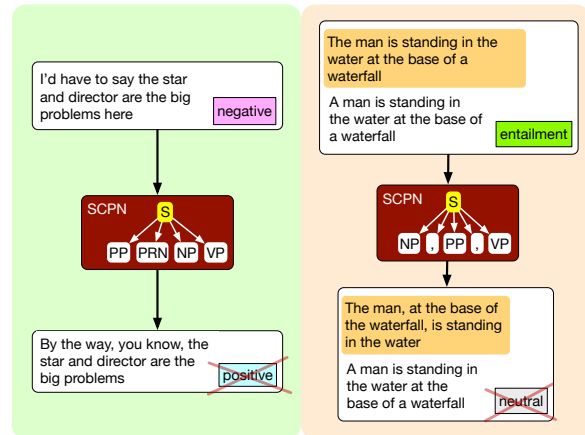 I'd have to say the star
and director are the big
problems here
negative
SCPN
S
PP PRN NP VP
By the way, you know, the
star and director are the
big problems
positive
The man is standing in the
water at the base of a
waterfall
A man is standing in
the water at the base of
a waterfall
entailment
SCPN
S
NP , PP , VP
The man, at the base of
the waterfall, is standing
in the water
A man is standing in
the water at the
base of a waterfall
neutral